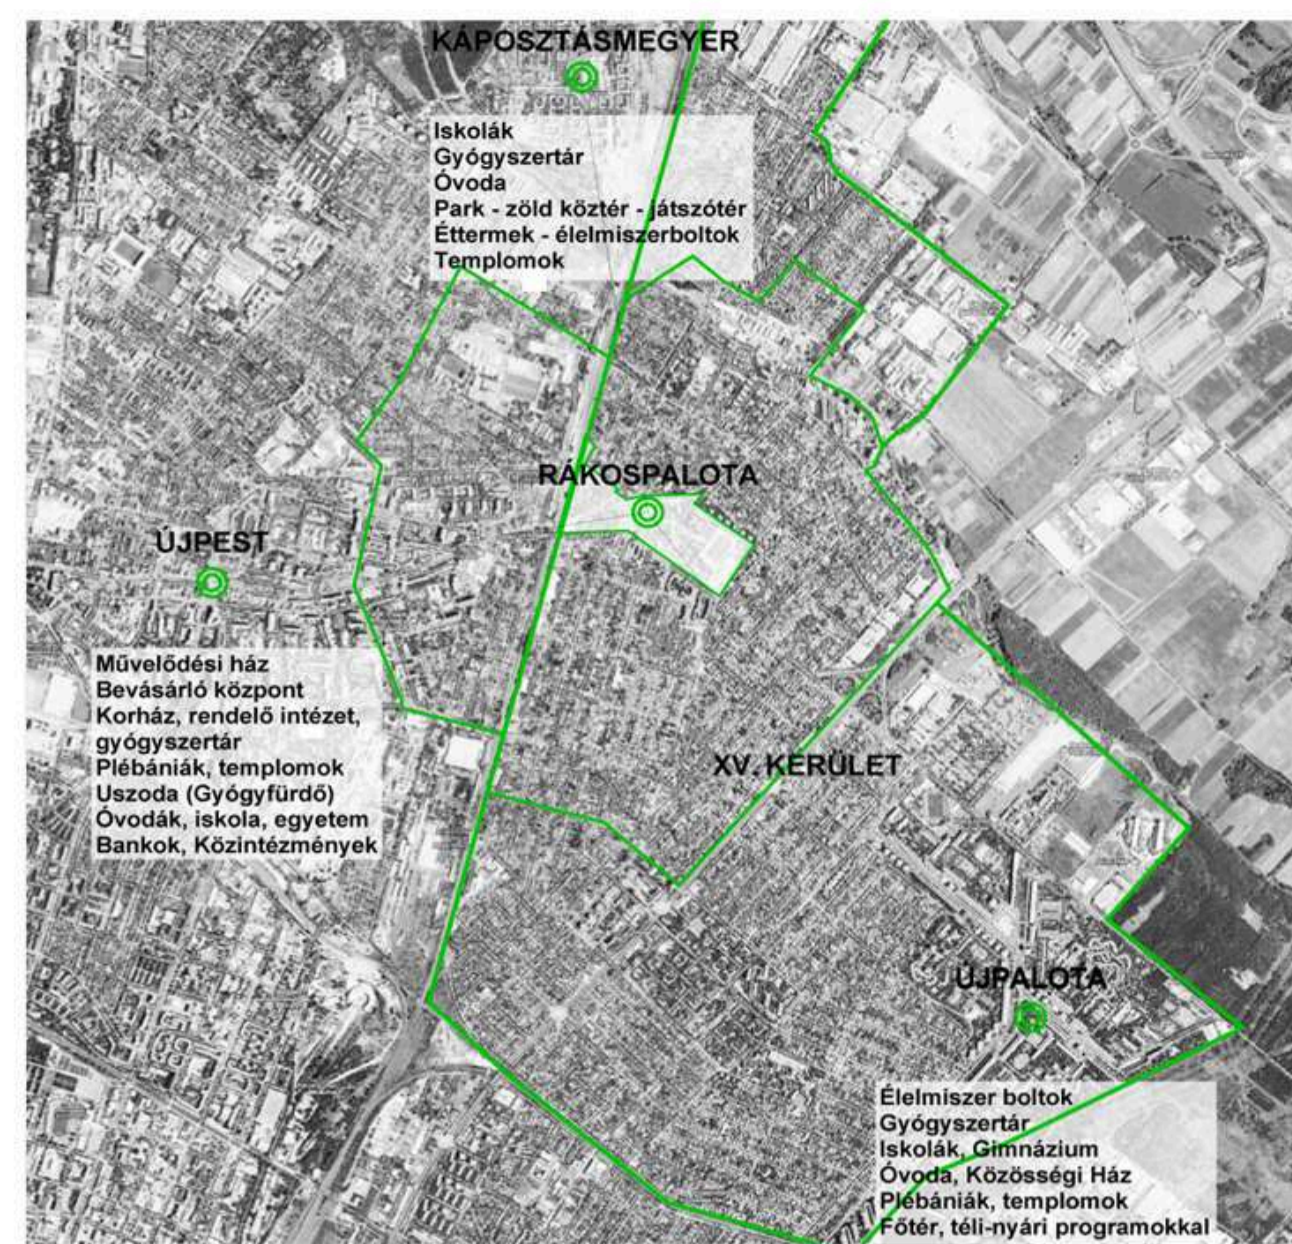 KÁPOSZTÁSMEGYER
Iskolák
Gyógyszertár
Óvoda
Park - zöld köztér - játszótér
Éttermek - élelmiszerboltok
Templomok
RÁKOSPALOTA
ÚJPEST
Művelődési ház
Bevásárló központ
Korház, rendelő intézet,
gyógyszertár
Plébániák, templomok
Uszoda (Gyógyfürdő)
Óvodák, iskola, egyetem
Bankok, Közintézmények
XV. KERÜLET
ÚJPALOTA
Élelmiszer boltok
Gyógyszertár
Iskolák, Gimnázium
Óvoda, Közösségi Ház
Plébániák, templomok
Főtér, téli-nyári programokkal